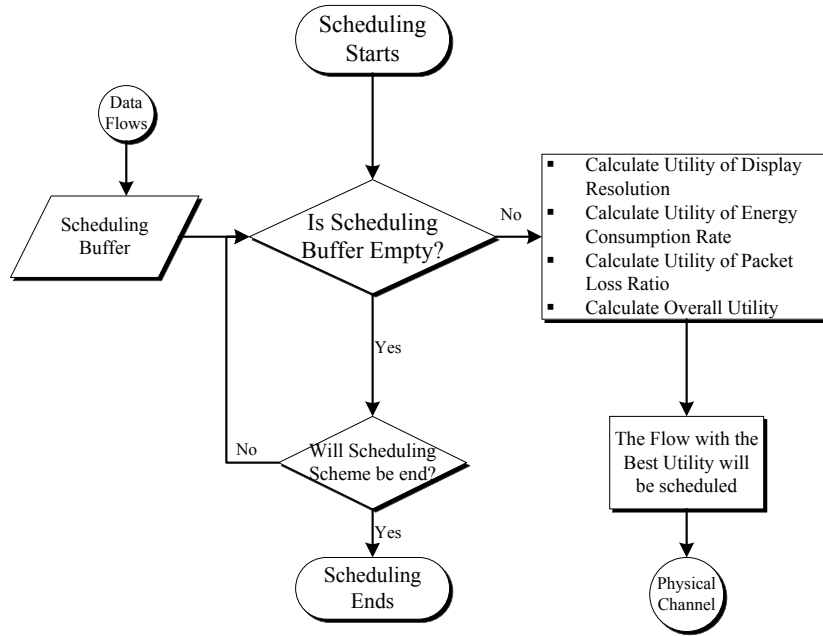 Scheduling
Starts
Data
Flows
Scheduling
Buffer
Is Scheduling
Buffer Empty?
No
▪ Calculate Utility of Display
Resolution
▪ Calculate Utility of Energy
Consumption Rate
▪ Calculate Utility of Packet
Loss Ratio
▪ Calculate Overall Utility
Yes
No
Will Scheduling
Scheme be end?
The Flow with the
Best Utility will
be scheduled
Yes
Scheduling
Ends
Physical
Channel